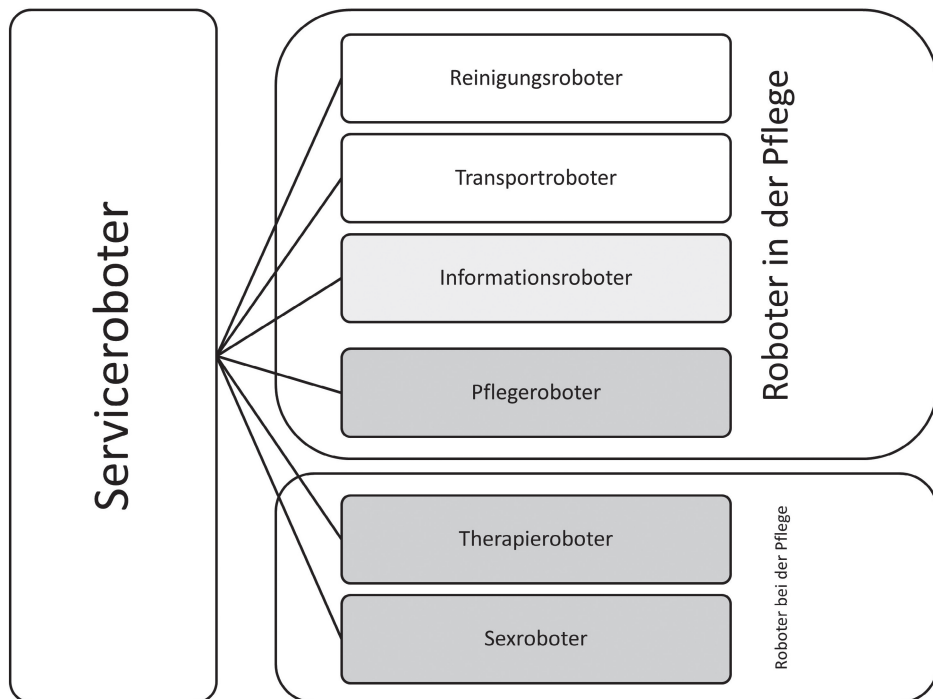 Serviceroboter
Reinigungsroboter
Transportroboter
Informationsroboter
Pflegeroboter
Roboter in der Pflege
Therapieroboter
Sexroboter
Roboter bei der Pflege